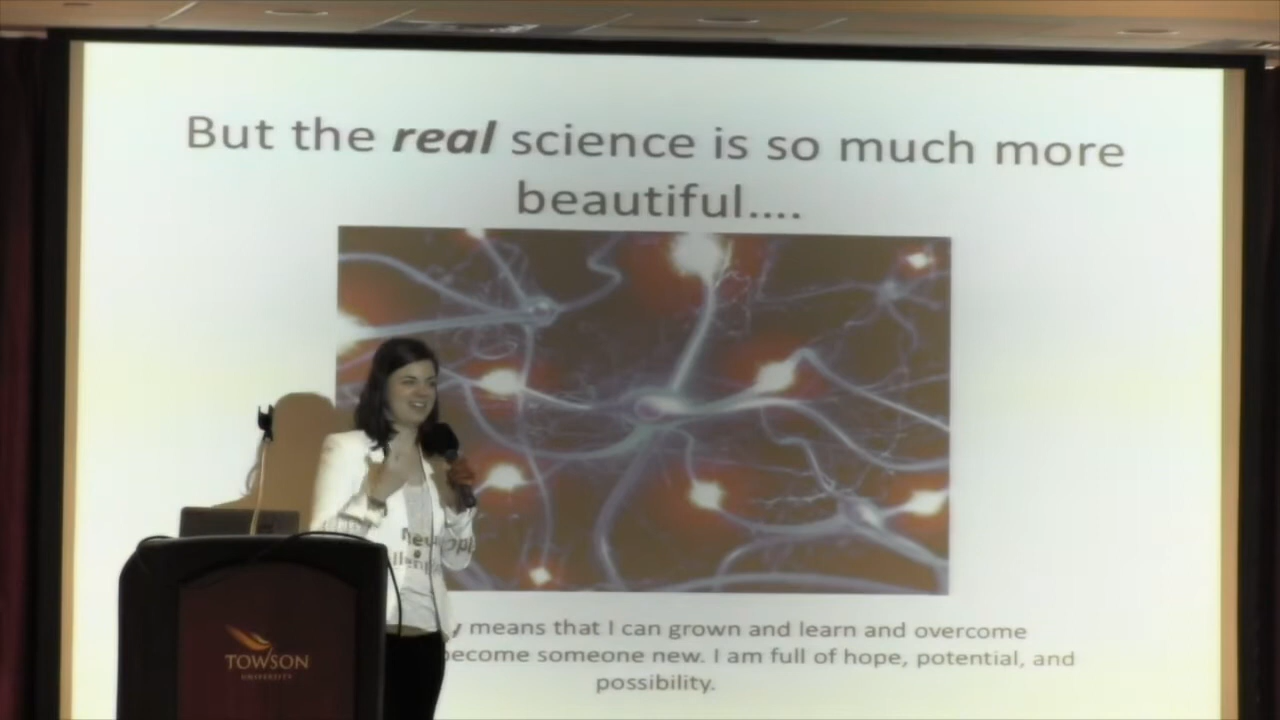 But the real science is so much more
beautiful....
means that I can grown and learn and overcome
become someone new. I am full of hope, potential, and
possibility.
TOWSON
UNIVERSITY